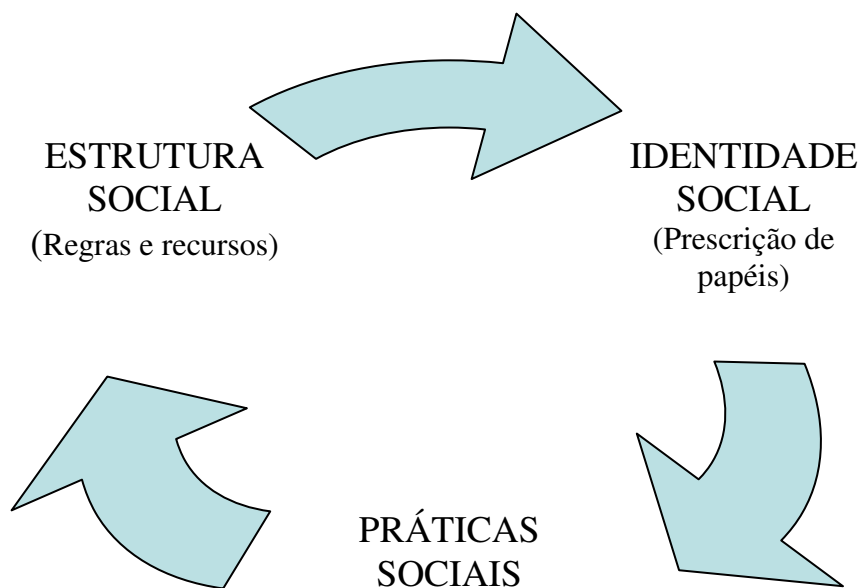 ESTRUTURA
SOCIAL
(Regras e recursos)
IDENTIDADE
SOCIAL
(Prescrição de
papéis)
PRÁTICAS
SOCIAIS